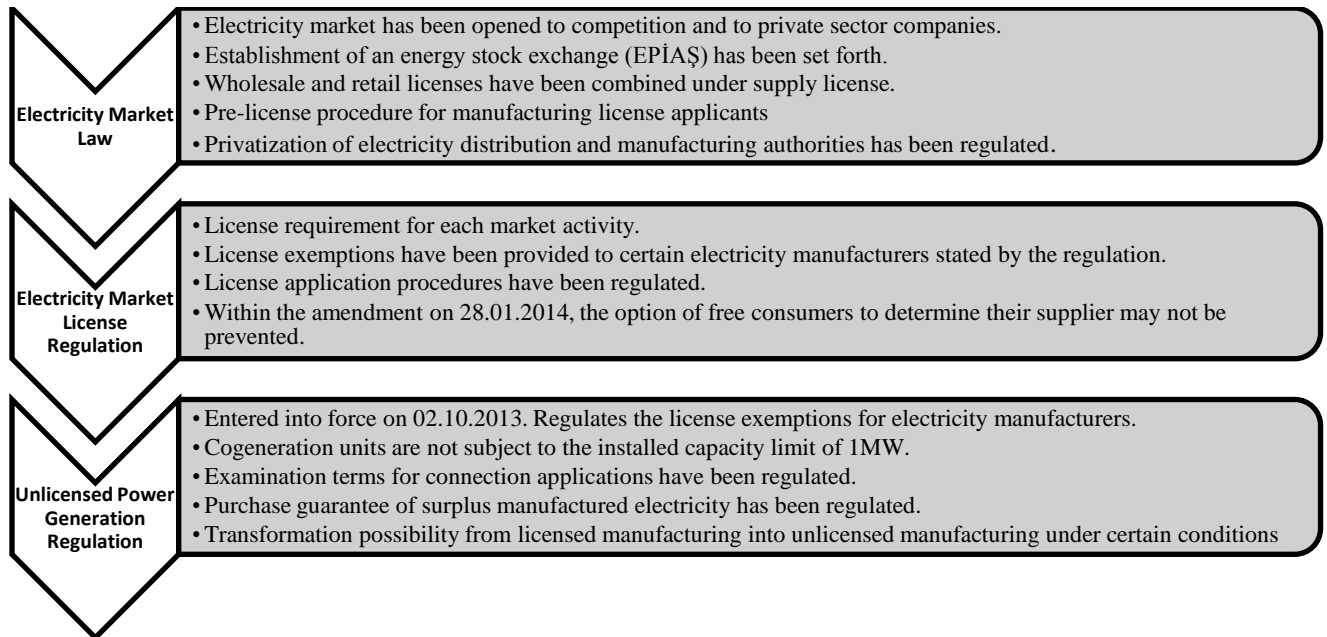 Electricity Market
Law
• Electricity market has been opened to competition and to private sector companies.
• Establishment of an energy stock exchange (EPİAŞ) has been set forth.
• Wholesale and retail licenses have been combined under supply license.
• Pre-license procedure for manufacturing license applicants
• Privatization of electricity distribution and manufacturing authorities has been regulated.
Electricity Market
License
Regulation
• License requirement for each market activity.
• License exemptions have been provided to certain electricity manufacturers stated by the regulation.
• License application procedures have been regulated.
• Within the amendment on 28.01.2014, the option of free consumers to determine their supplier may not be
prevented.
Unlicensed Power
Generation
Regulation
• Entered into force on 02.10.2013. Regulates the license exemptions for electricity manufacturers.
• Cogeneration units are not subject to the installed capacity limit of 1MW.
• Examination terms for connection applications have been regulated.
• Purchase guarantee of surplus manufactured electricity has been regulated.
• Transformation possibility from licensed manufacturing into unlicensed manufacturing under certain conditions